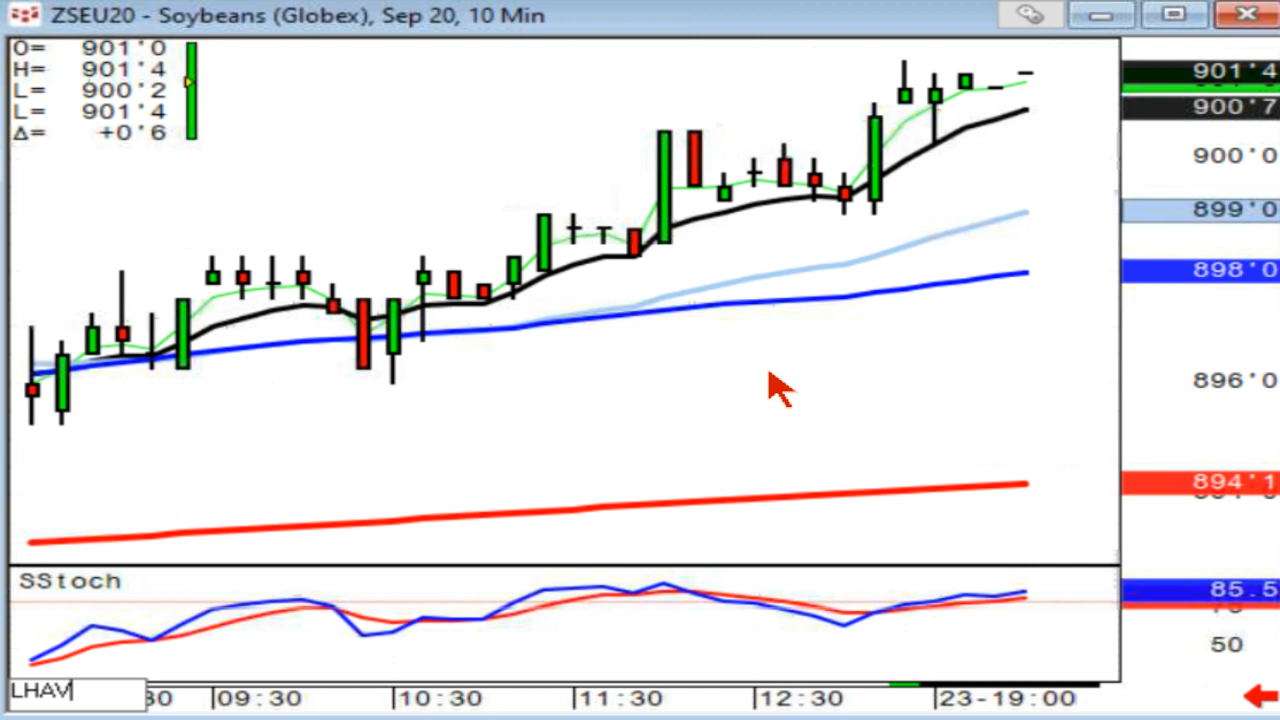 ZSEU20 - Soybeans (Globex), Sep 20, 10 Min
O= 901'0
H= 901'4
L= 900'2
L= 901'4
Δ= +0'6
901'4
900'7
900'0
899'0
898'0
896'0
894'1
SStoch
85.5
50
LHAV
30 09:30 10:30 11:30 12:30 23-19:00